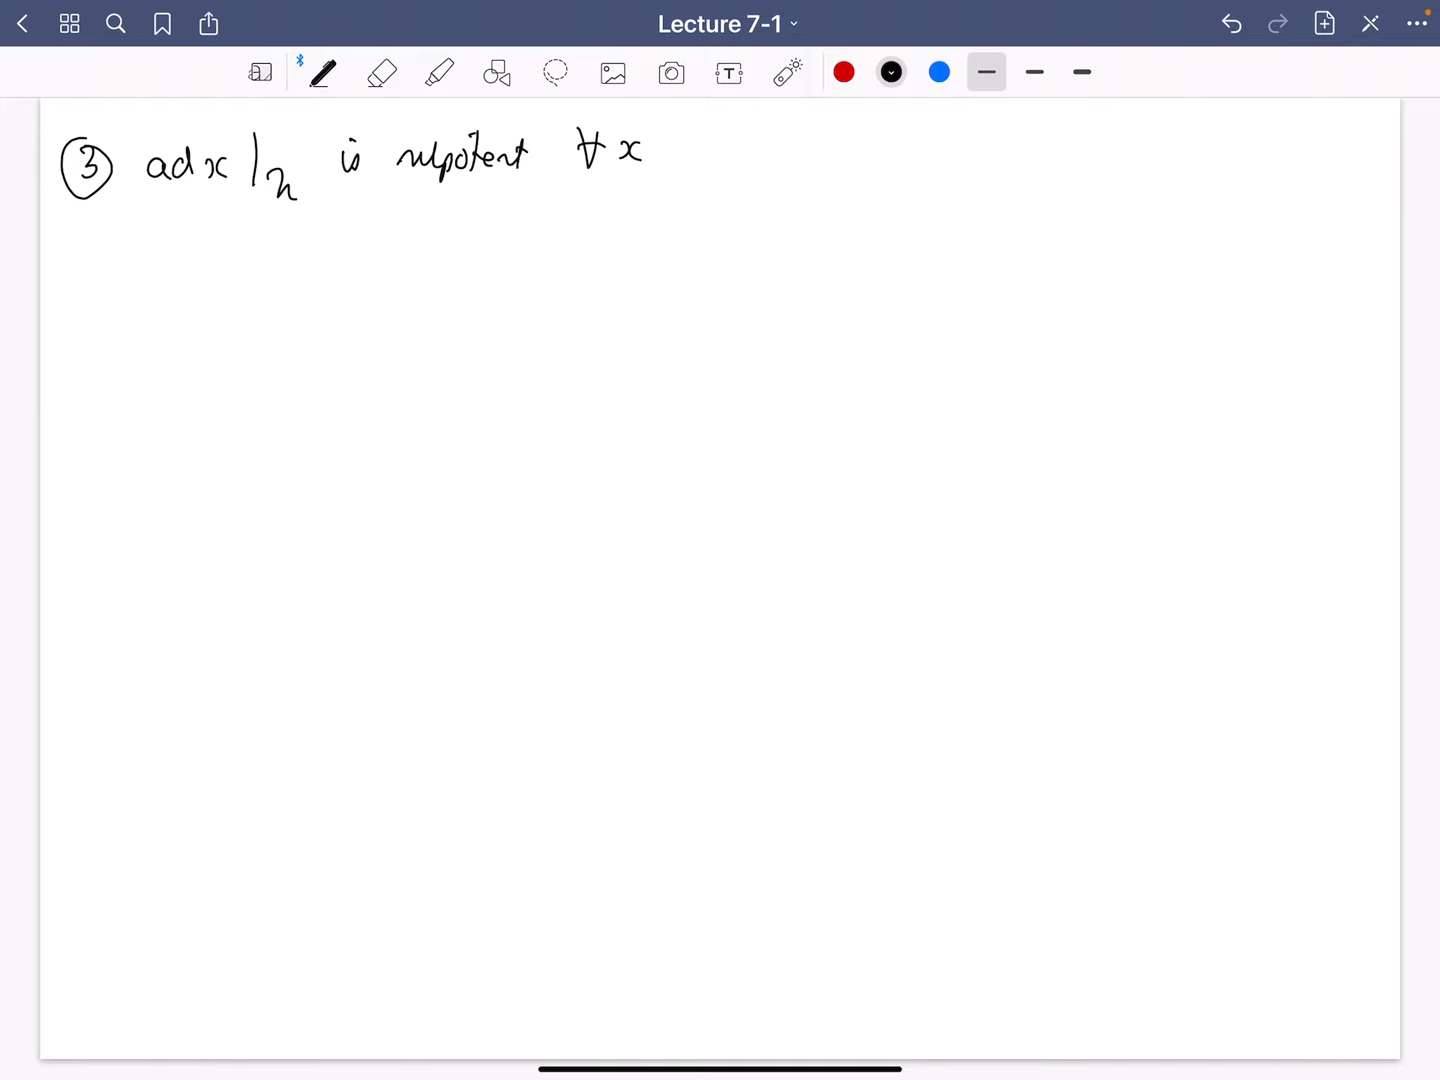 Lecture 7-1
③ ad x |𝔫 is nilpotent ∀ x